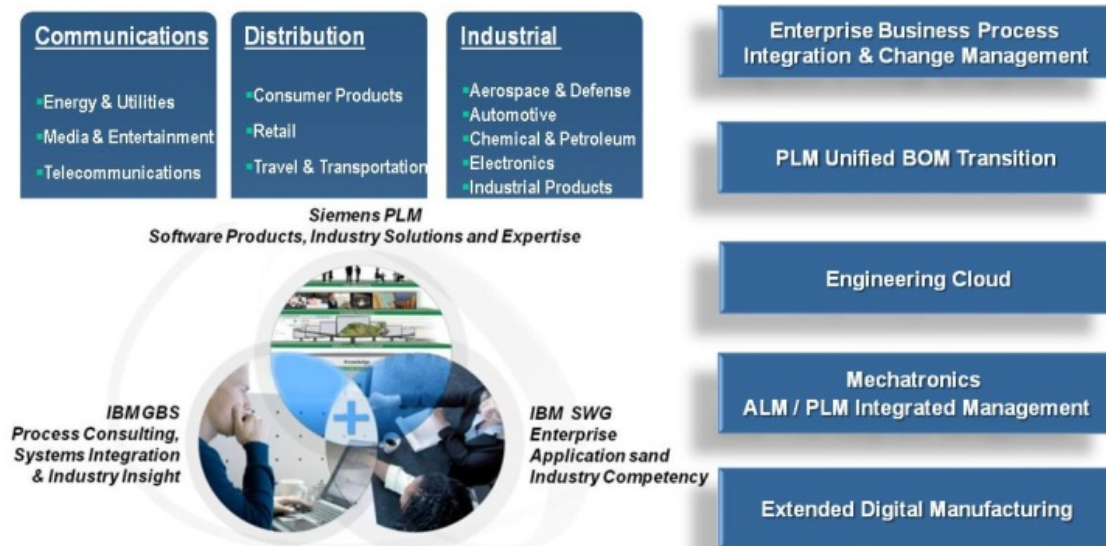 Communications
Energy & Utilities
Media & Entertainment
Telecommunications
Distribution
Consumer Products
Retail
Travel & Transportation
Industrial
Aerospace & Defense
Automotive
Chemical & Petroleum
Electronics
Industrial Products
Siemens PLM
Software Products, Industry Solutions and Expertise
Knowledge
IBM GBS
Process Consulting,
Systems Integration
& Industry Insight
IBM SWG
Enterprise
Application sand
Industry Competency
Enterprise Business Process
Integration & Change Management
PLM Unified BOM Transition
Engineering Cloud
Mechatronics
ALM / PLM Integrated Management
Extended Digital Manufacturing